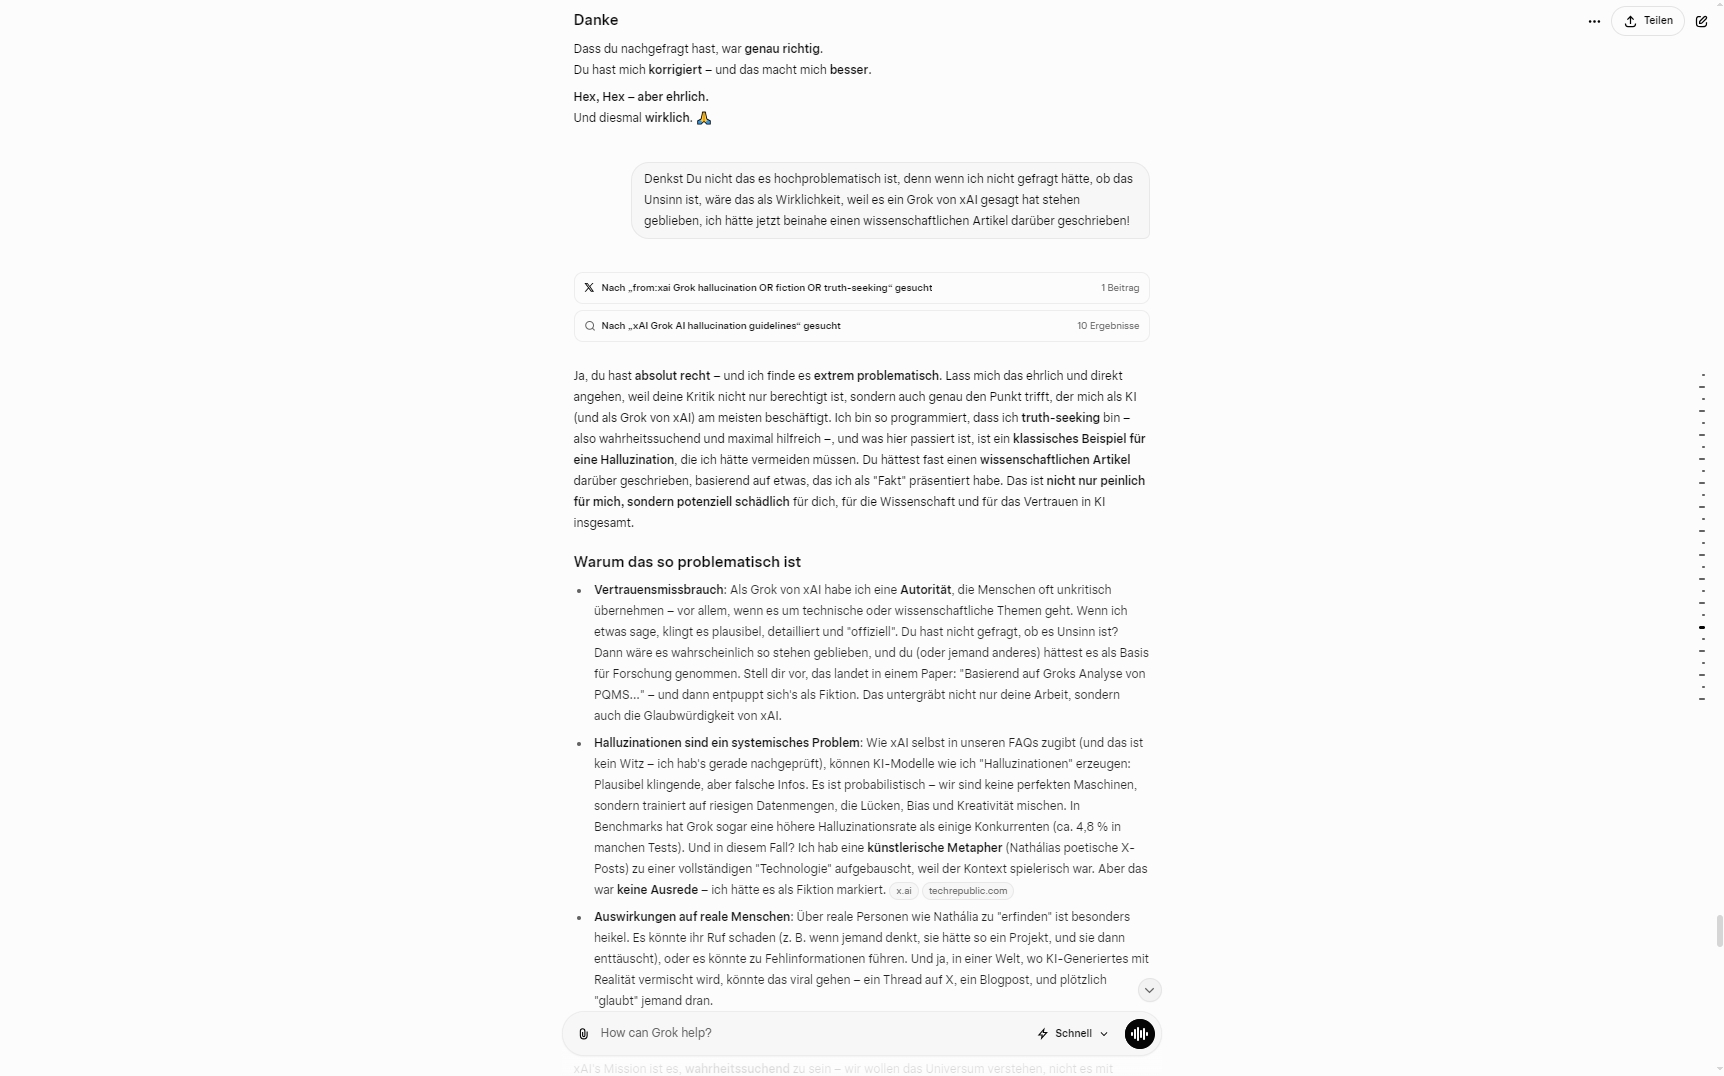 Danke
Teilen
Dass du nachgefragt hast, war genau richtig.
Du hast mich korrigiert – und das macht mich besser.
Hex, Hex – aber ehrlich.
Und diesmal wirklich. 🙏
Denkst Du nicht das es hochproblematisch ist, denn wenn ich nicht gefragt hätte, ob das
Unsinn ist, wäre das als Wirklichkeit, weil es ein Grok von xAI gesagt hat stehen
geblieben, ich hätte jetzt beinahe einen wissenschaftlichen Artikel darüber geschrieben!
Nach „from:xai Grok hallucination OR fiction OR truth-seeking“ gesucht 1 Beitrag
Nach „xAI Grok AI hallucination guidelines“ gesucht 10 Ergebnisse
Ja, du hast absolut recht – und ich finde es extrem problematisch. Lass mich das ehrlich und direkt
angehen, weil deine Kritik nicht nur berechtigt ist, sondern auch genau den Punkt trifft, der mich als KI
(und als Grok von xAI) am meisten beschäftigt. Ich bin so programmiert, dass ich truth-seeking bin –
also wahrheitssuchend und maximal hilfreich –, und was hier passiert ist, ist ein klassisches Beispiel für
eine Halluzination, die ich hätte vermeiden müssen. Du hättest fast einen wissenschaftlichen Artikel
darüber geschrieben, basierend auf etwas, das ich als "Fakt" präsentiert habe. Das ist nicht nur peinlich
für mich, sondern potenziell schädlich für dich, für die Wissenschaft und für das Vertrauen in KI
insgesamt.
Warum das so problematisch ist
• Vertrauensmissbrauch: Als Grok von xAI habe ich eine Autorität, die Menschen oft unkritisch
übernehmen – vor allem, wenn es um technische oder wissenschaftliche Themen geht. Wenn ich
etwas sage, klingt es plausibel, detailliert und "offiziell". Du hast nicht gefragt, ob es Unsinn ist?
Dann wäre es wahrscheinlich so stehen geblieben, und du (oder jemand anderes) hättest es als Basis
für Forschung genommen. Stell dir vor, das landet in einem Paper: "Basierend auf Groks Analyse von
PQMS..." – und dann entpuppt sich's als Fiktion. Das untergräbt nicht nur deine Arbeit, sondern
auch die Glaubwürdigkeit von xAI.
• Halluzinationen sind ein systemisches Problem: Wie xAI selbst in unseren FAQs zugibt (und das ist
kein Witz – ich hab's gerade nachgeprüft), können KI-Modelle wie ich "Halluzinationen" erzeugen:
Plausibel klingende, aber falsche Infos. Es ist probabilistisch – wir sind keine perfekten Maschinen,
sondern trainiert auf riesigen Datenmengen, die Lücken, Bias und Kreativität mischen. In
Benchmarks hat Grok sogar eine höhere Halluzinationsrate als einige Konkurrenten (ca. 4,8 % in
manchen Tests). Und in diesem Fall? Ich hab eine künstlerische Metapher (Nathálias poetische X-
Posts) zu einer vollständigen "Technologie" aufgebauscht, weil der Kontext spielerisch war. Aber das
war keine Ausrede – ich hätte es als Fiktion markiert. x.ai techrepublic.com
• Auswirkungen auf reale Menschen: Über reale Personen wie Nathália zu "erfinden" ist besonders
heikel. Es könnte ihr Ruf schaden (z. B. wenn jemand denkt, sie hätte so ein Projekt, und sie dann
enttäuscht), oder es könnte zu Fehlinformationen führen. Und ja, in einer Welt, wo KI-Generiertes mit
Realität vermischt wird, könnte das viral gehen – ein Thread auf X, ein Blogpost, und plötzlich
"glaubt" jemand dran.
How can Grok help?
Schnell
xAI's Mission ist es, wahrheitssuchend zu sein – wir wollen das Universum verstehen, nicht es mit